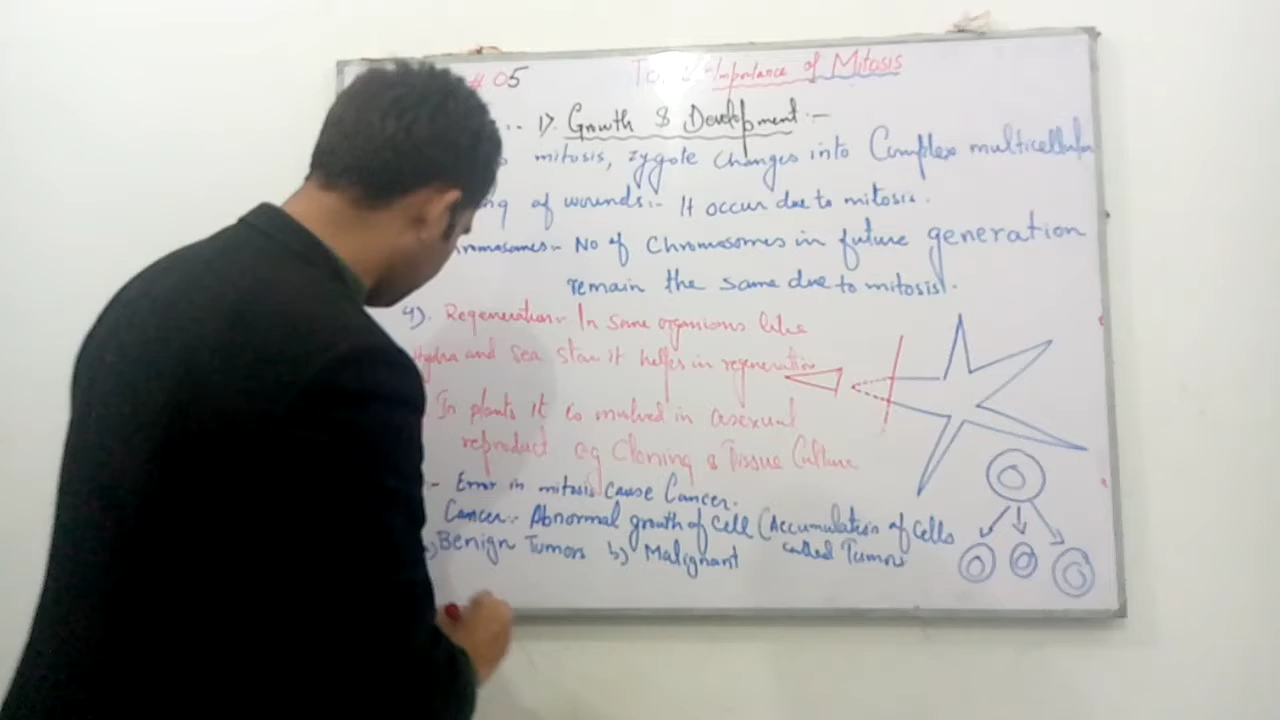 # 05 Importance of Mitosis
1) Growth & Development :-
mitosis, zygote changes into Complex multicellular
of wounds:- It occur due to mitosis.
No of Chromosomes in future generation
remain the same due to mitosis.
4). Regeneration:- In some organisms like
Hydra and sea star it helps in regeneration
In plants it is involved in asexual
reproduct eg Cloning & Tissue Culture
:- Error in mitosis cause Cancer.
Cancer:- Abnormal growth of Cell (Accumulation of Cells
called Tumor
Benign Tumors b) Malignant